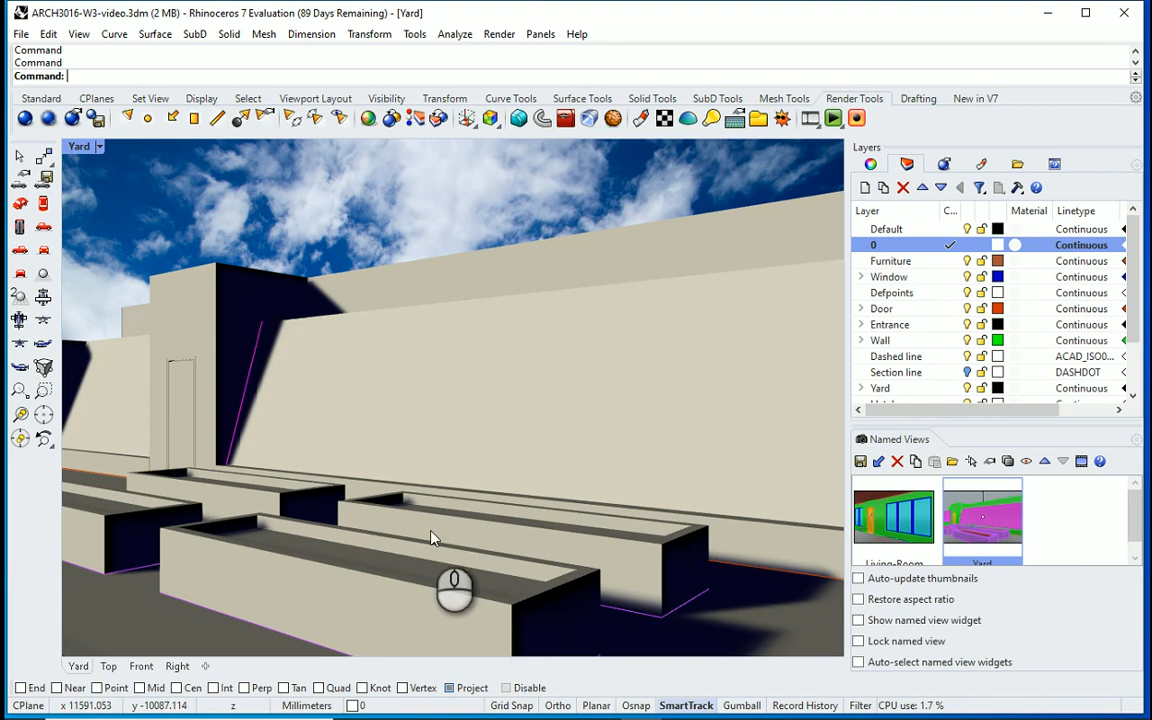 ARCH3016-W3-video.3dm (2 MB) - Rhinoceros 7 Evaluation (89 Days Remaining) - [Yard]
File Edit View Curve Surface SubD Solid Mesh Dimension Transform Tools Analyze Render Panels Help
Command
Command
Command:
Standard CPlanes Set View Display Select Viewport Layout Visibility Transform Curve Tools Surface Tools Solid Tools SubD Tools Mesh Tools Render Tools Drafting New in V7
Yard
Layers
Layer C... Material Linetype
Default Continuous
0 Continuous
Furniture Continuous
Window Continuous
Defpoints Continuous
Door Continuous
Entrance Continuous
Wall Continuous
Dashed line ACAD_ISO0...
Section line DASHDOT
Yard Continuous
Named Views
Living-Room Yard
Auto-update thumbnails
Restore aspect ratio
Show named view widget
Lock named view
Auto-select named view widgets
0
Yard Top Front Right
End Near Point Mid Cen Int Perp Tan Quad Knot Vertex Project Disable
CPlane x 11591.053 y -10087.114 z Millimeters 0 Grid Snap Ortho Planar Osnap SmartTrack Gumball Record History Filter CPU use: 1.7 %